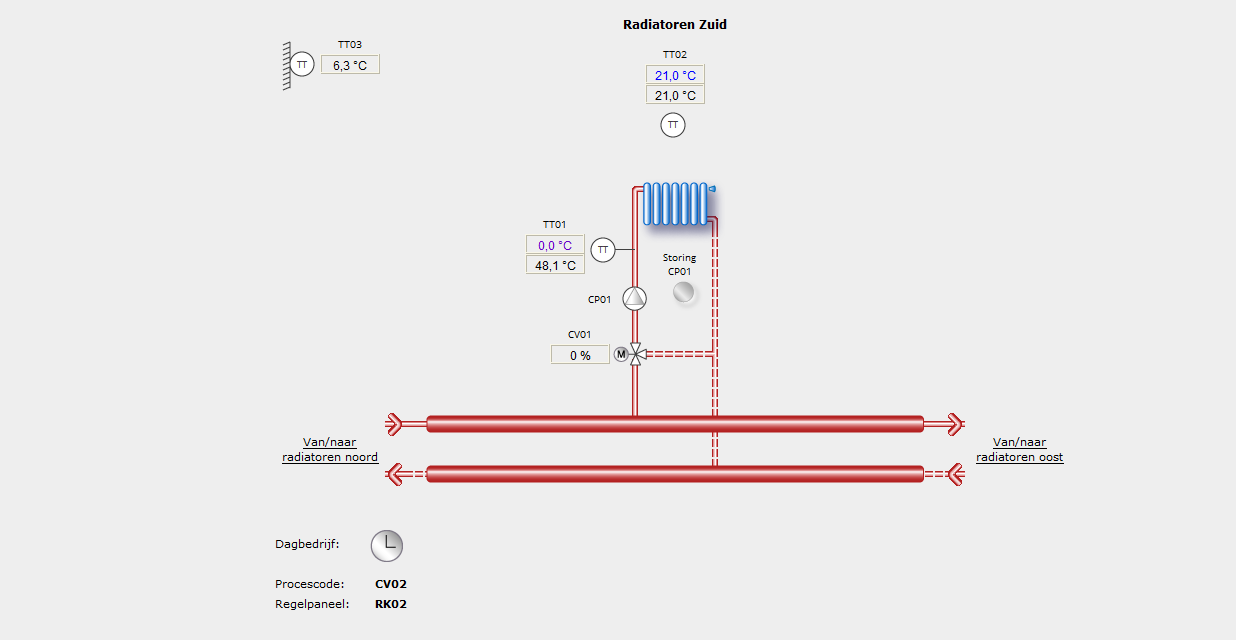 Radiatoren Zuid
TT03
TT
6,3 °C
TT02
21,0 °C
21,0 °C
TT
TT01
0,0 °C
48,1 °C
TT
Storing
CP01
CP01
CV01
0 %
M
Van/naar
radiatoren noord
Van/naar
radiatoren oost
Dagbedrijf:
Procescode: CV02
Regelpaneel: RK02